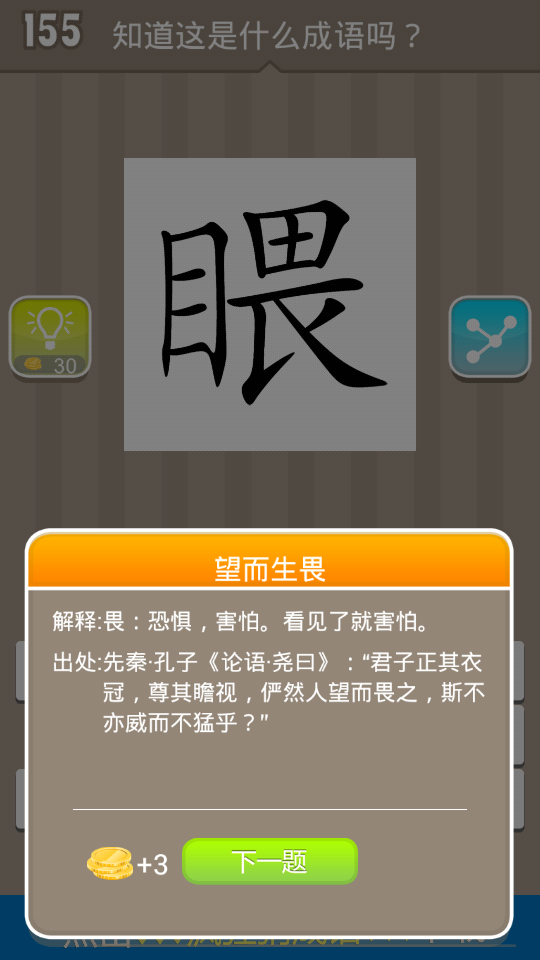 155
知道这是什么成语吗？
30
望而生畏
解释:畏：恐惧，害怕。看见了就害怕。
出处:先秦·孔子《论语·尧曰》：“君子正其衣
冠，尊其瞻视，俨然人望而畏之，斯不
亦威而不猛乎？”
+3
下一题